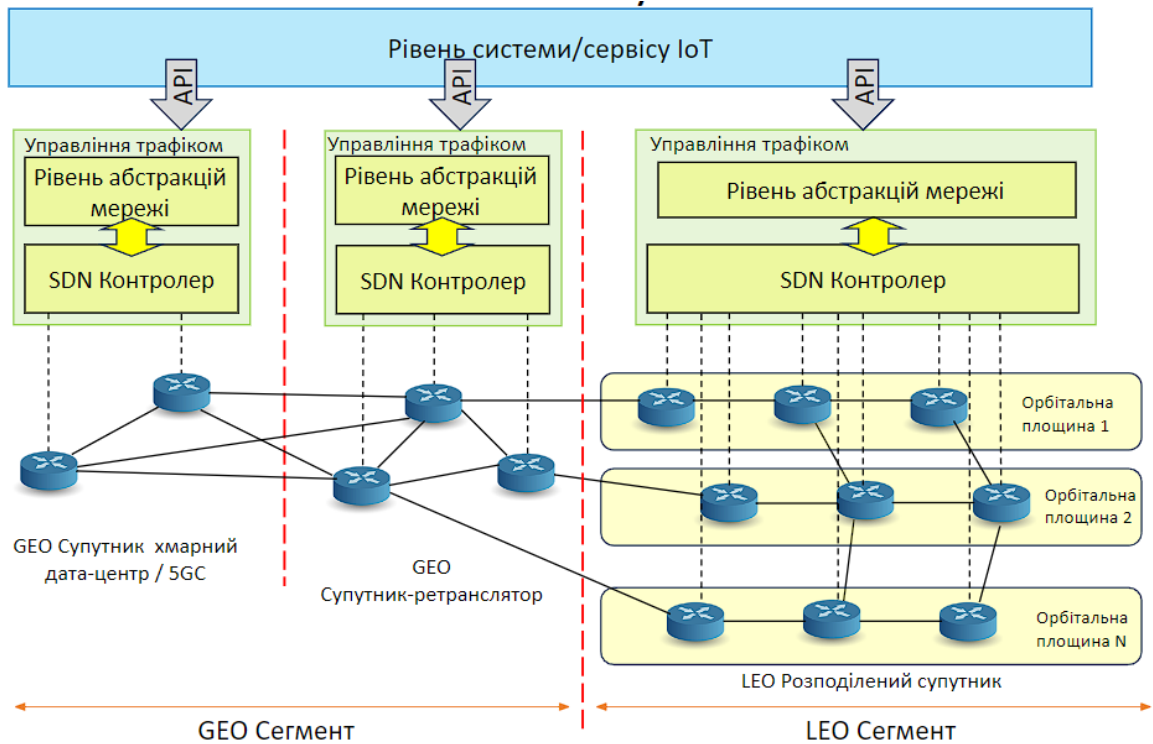 Рівень системи/сервісу IoT
API
API
API
Управління трафіком
Рівень абстракцій
мережі
SDN Контролер
Управління трафіком
Рівень абстракцій
мережі
SDN Контролер
Управління трафіком
Рівень абстракцій мережі
SDN Контролер
Орбітальна
площина 1
Орбітальна
площина 2
Орбітальна
площина N
GEO Супутник хмарний
дата-центр / 5GC
GEO
Супутник-ретранслятор
LEO Розподілений супутник
GEO Сегмент
LEO Сегмент